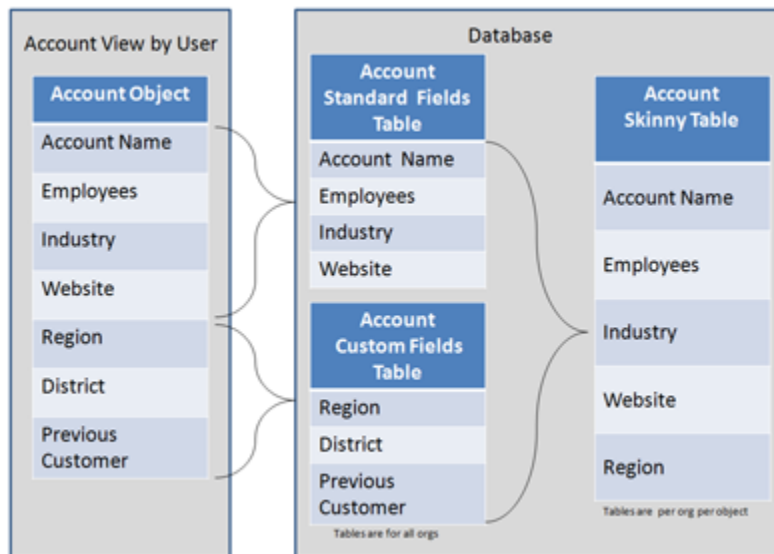 Account View by User
Account Object
Account Name
Employees
Industry
Website
Region
District
Previous
Customer
Database
Account
Standard Fields
Table
Account Name
Employees
Industry
Website
Account
Custom Fields
Table
Region
District
Previous
Customer
Tables are for all orgs
Account
Skinny Table
Account Name
Employees
Industry
Website
Region
Tables are per org per object